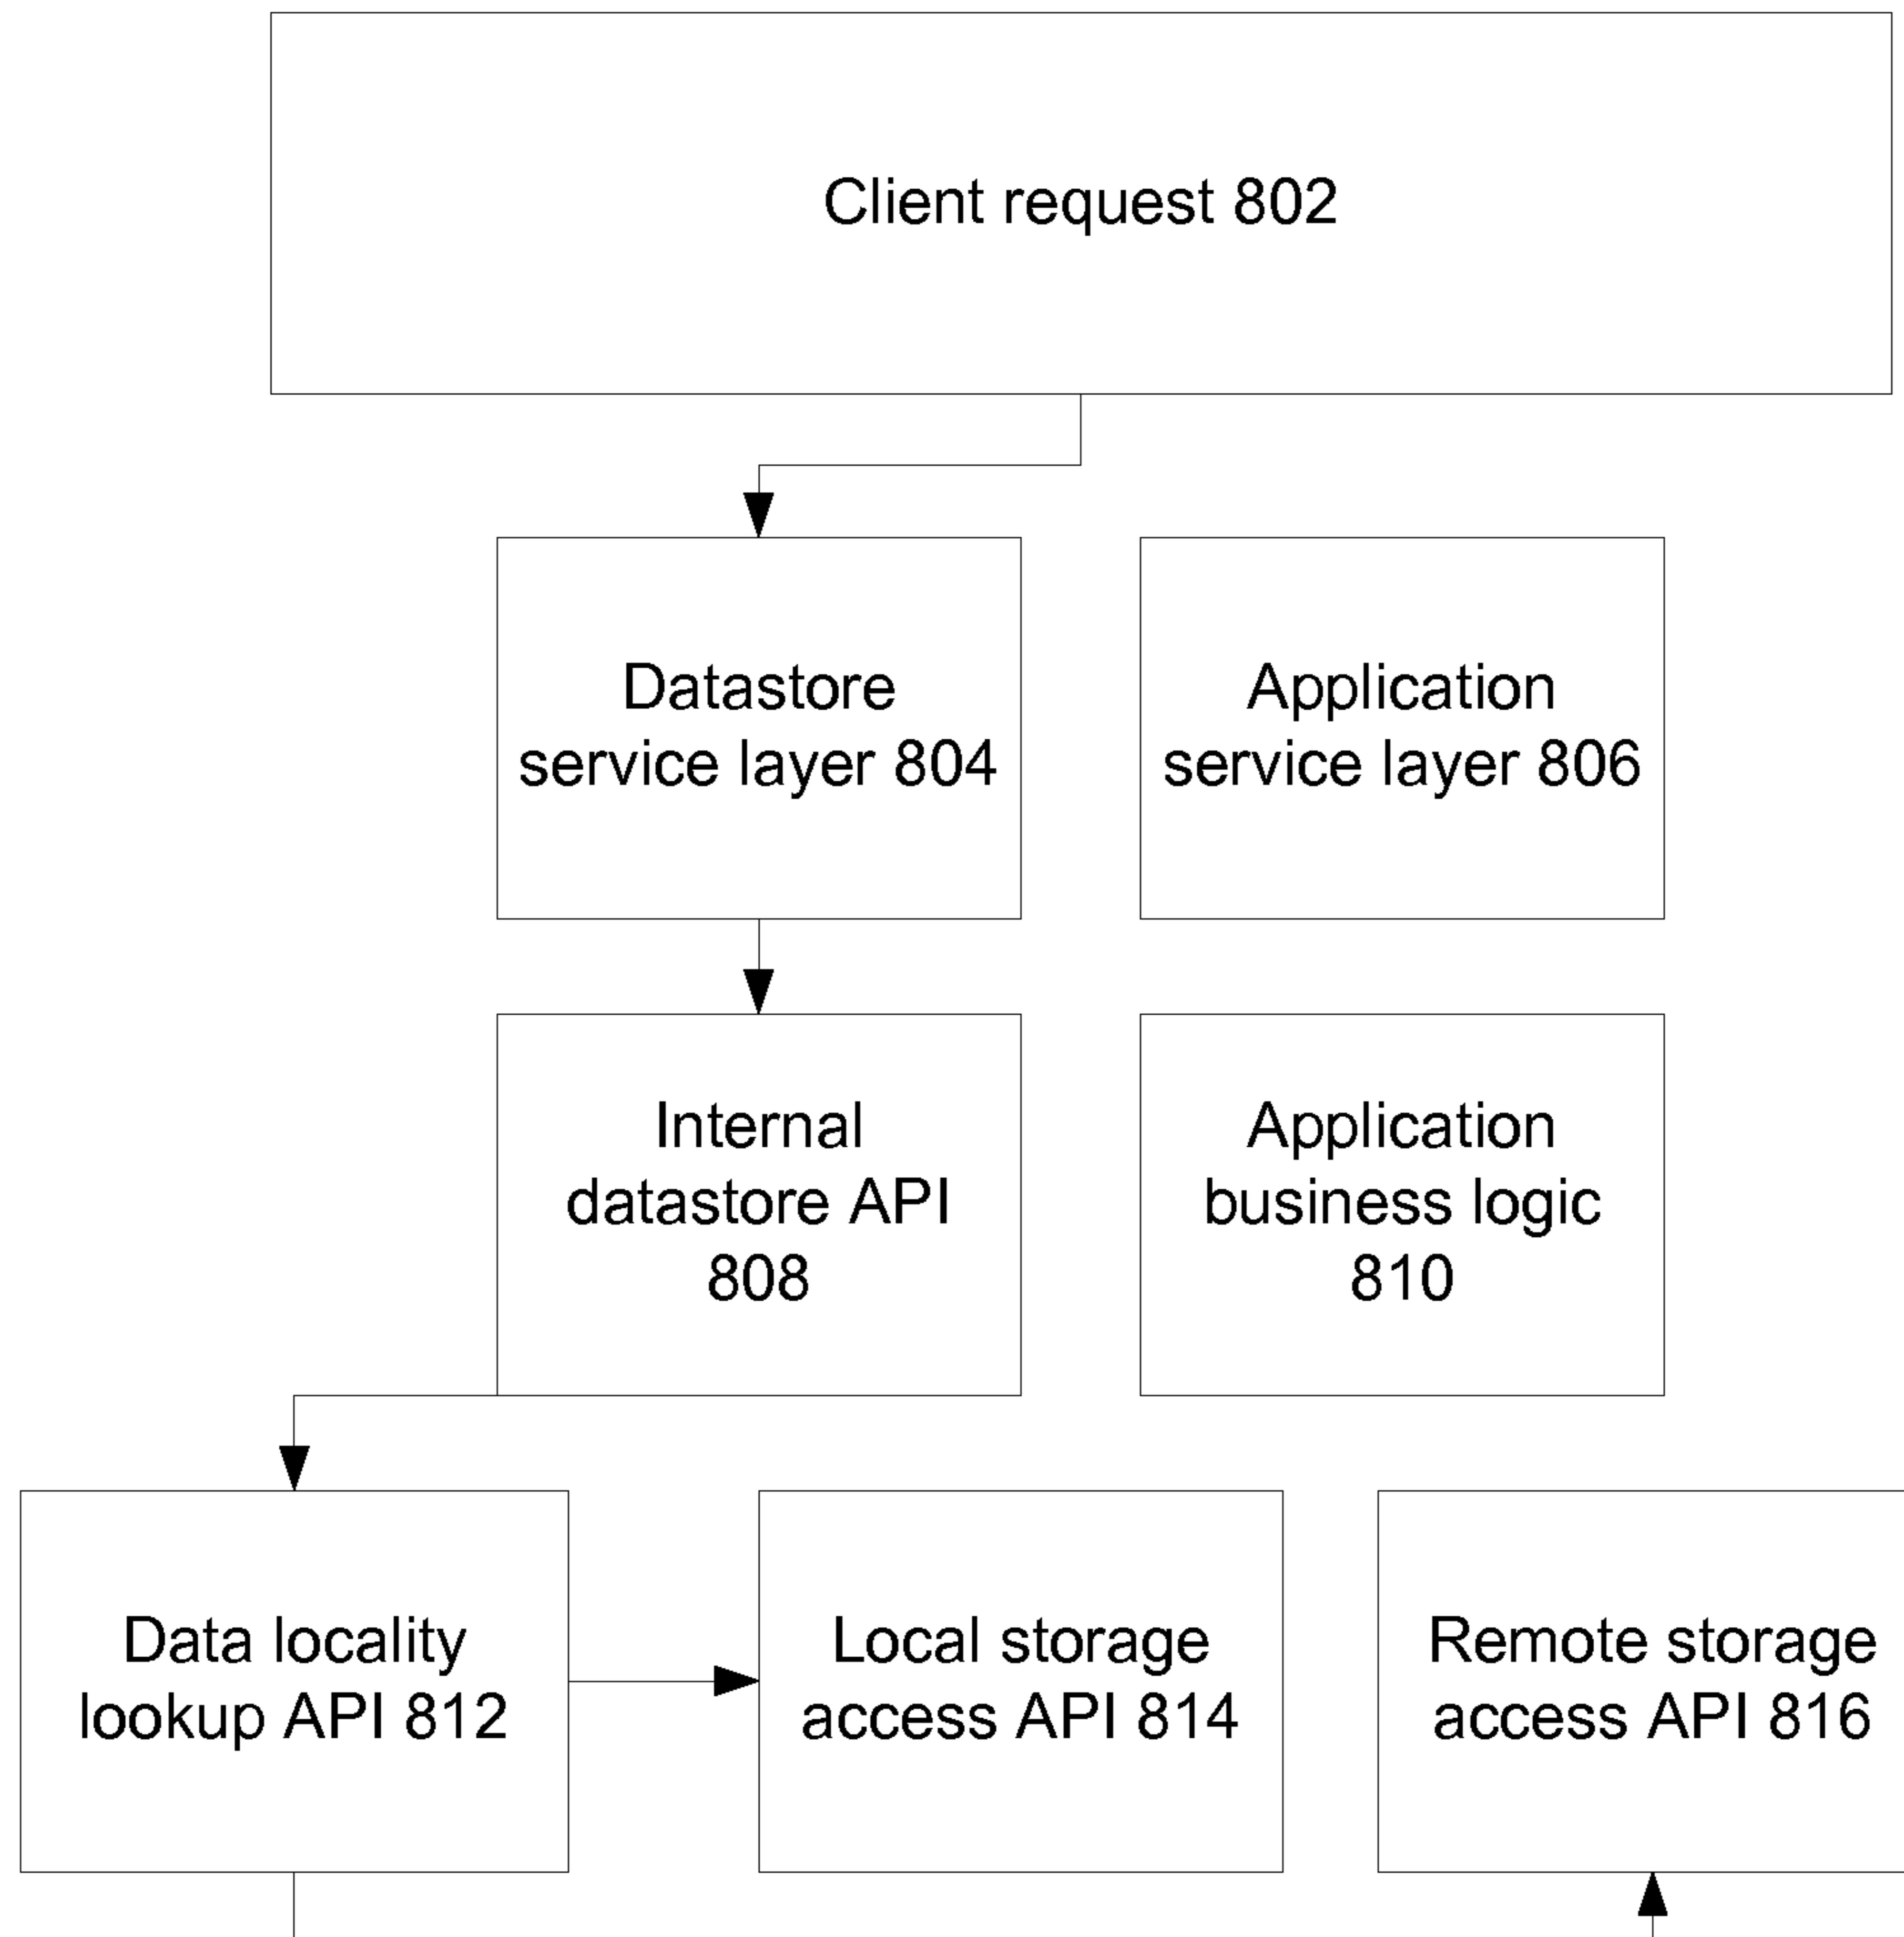 Client request 802
Datastore
service layer 804
Application
service layer 806
Internal
datastore API
808
Application
business logic
810
Data locality
lookup API 812
Local storage
access API 814
Remote storage
access API 816